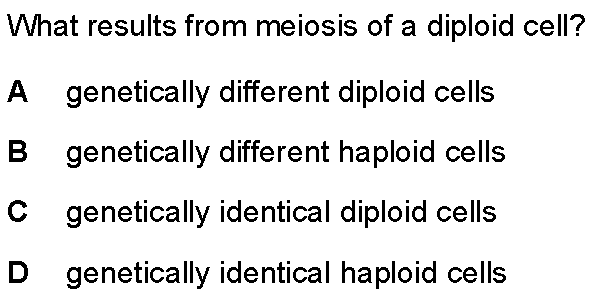 What results from meiosis of a diploid cell?
A genetically different diploid cells
B genetically different haploid cells
C genetically identical diploid cells
D genetically identical haploid cells